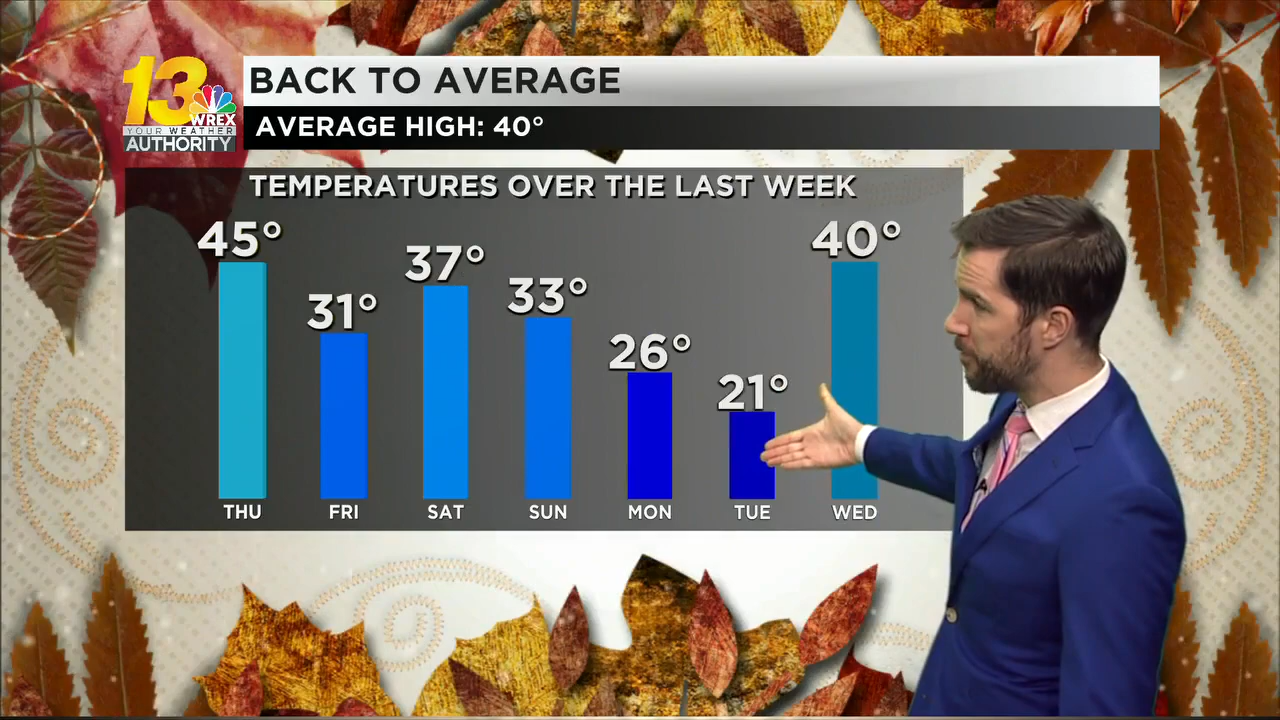 13
WREX
YOUR WEATHER
AUTHORITY
BACK TO AVERAGE
AVERAGE HIGH: 40°
TEMPERATURES OVER THE LAST WEEK
45° 31° 37° 33° 26° 21° 40°
THU FRI SAT SUN MON TUE WED